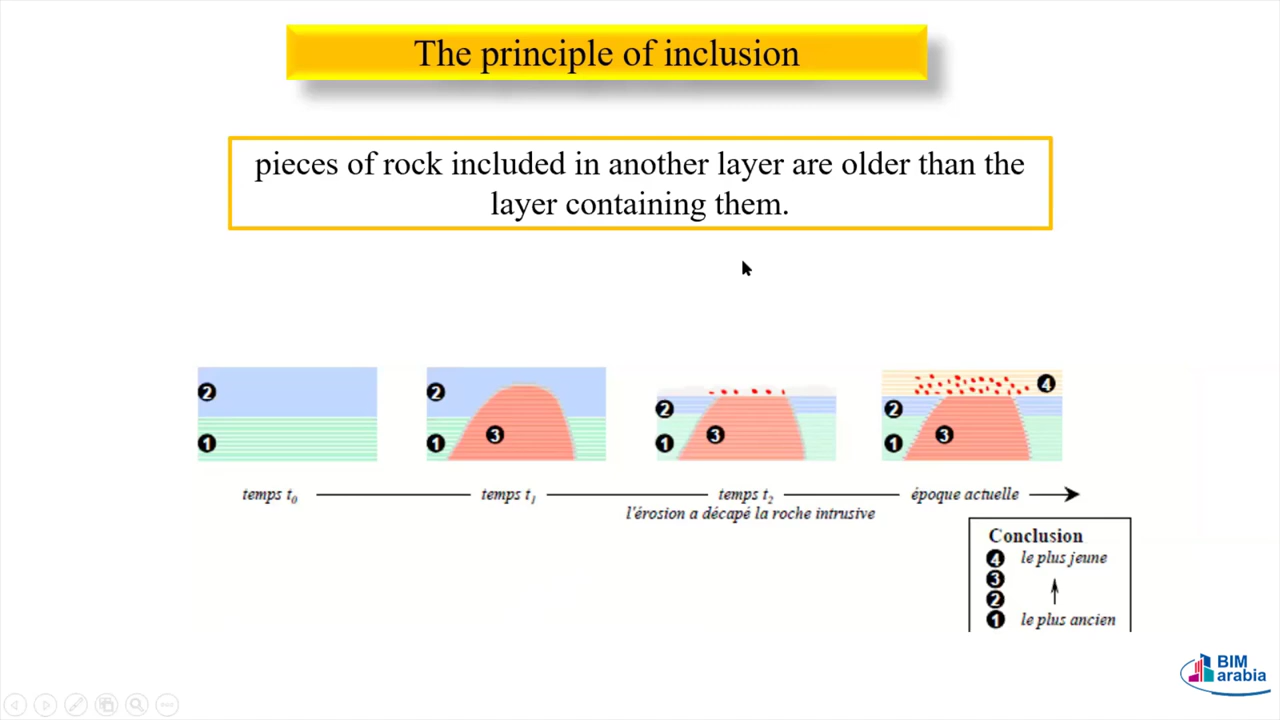 The principle of inclusion
pieces of rock included in another layer are older than the
layer containing them.
2
1
2
1
3
2
1
3
4
2
1
3
temps t0
temps t1
temps t2
époque actuelle
l'érosion a décapé la roche intrusive
Conclusion
4 le plus jeune
3
2
1 le plus ancien
BIM
arabia